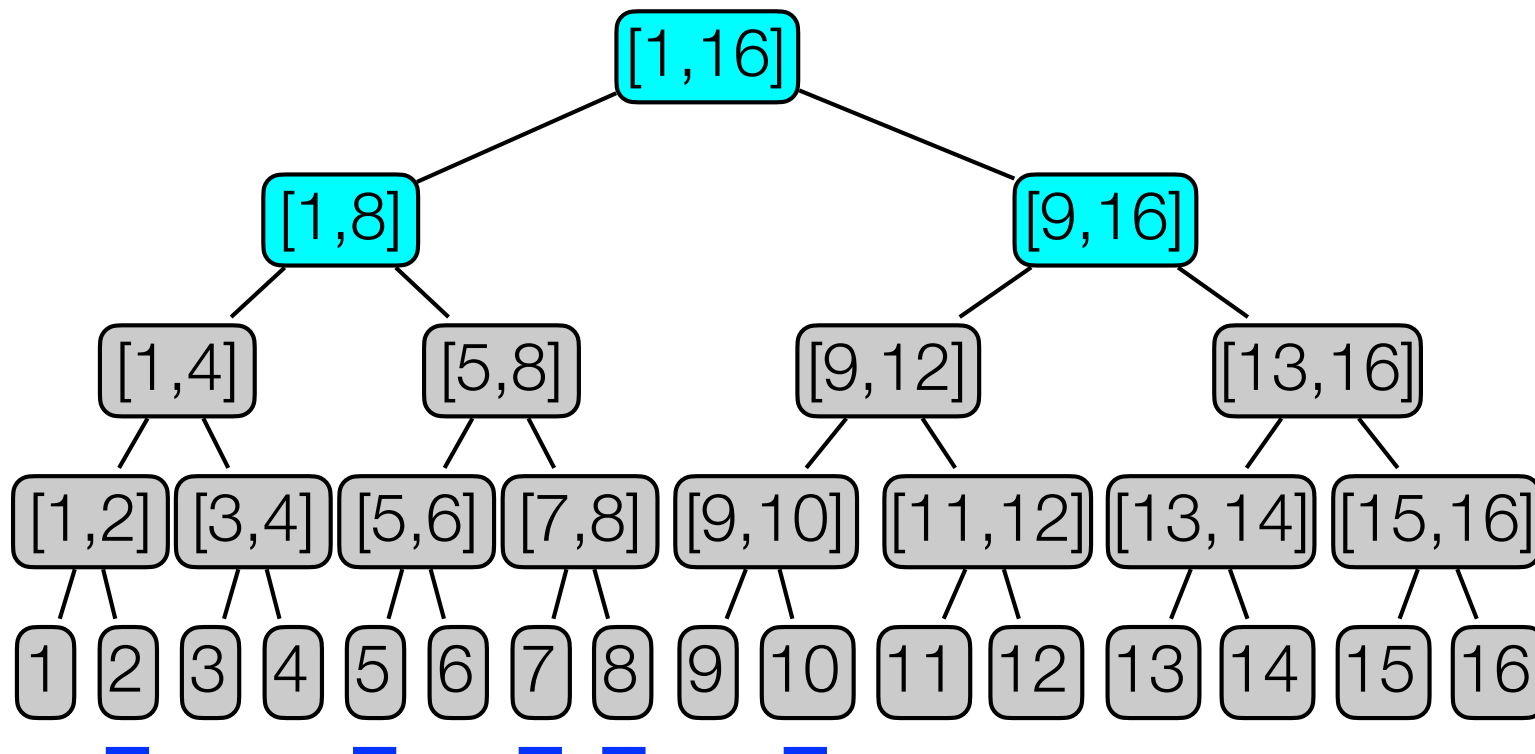 [1,16]
[1,8] [9,16]
[1,4] [5,8] [9,12] [13,16]
[1,2] [3,4] [5,6] [7,8] [9,10] [11,12] [13,14] [15,16]
1 2 3 4 5 6 7 8 9 10 11 12 13 14 15 16